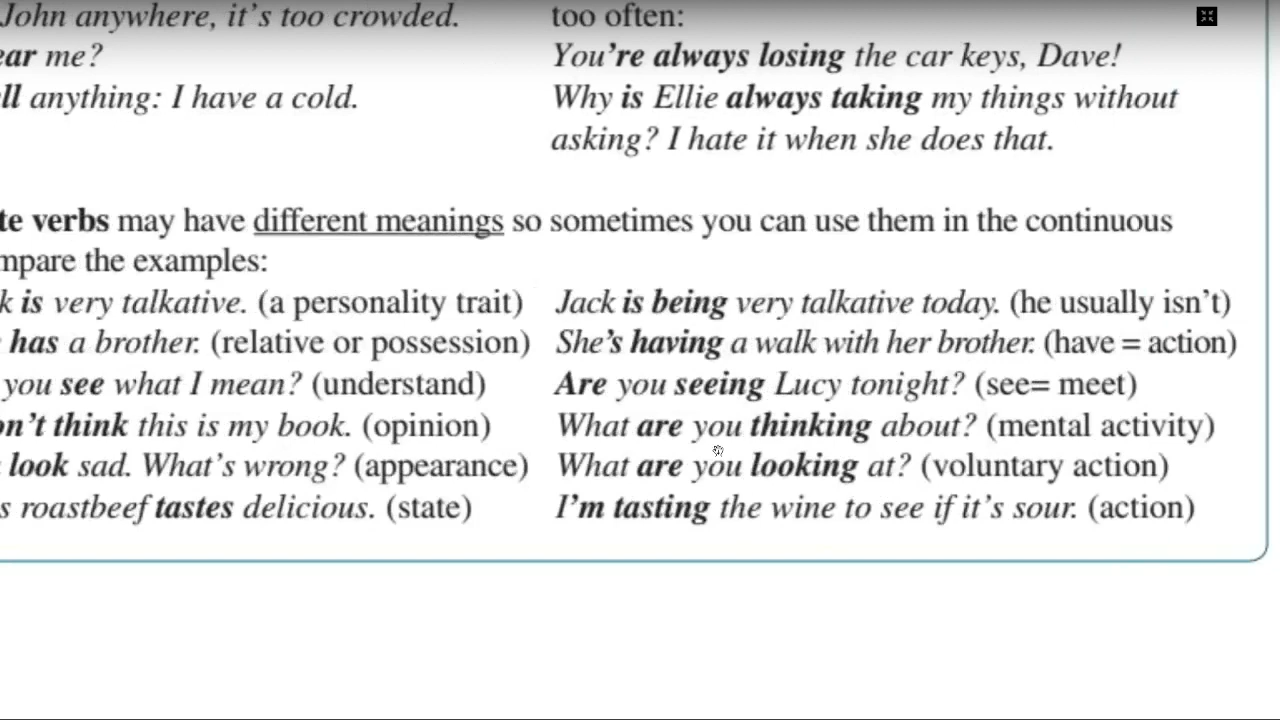 John anywhere, it's too crowded.
ear me?
ll anything: I have a cold.
too often:
You're always losing the car keys, Dave!
Why is Ellie always taking my things without
asking? I hate it when she does that.
te verbs may have different meanings so sometimes you can use them in the continuous
mpare the examples:
k is very talkative. (a personality trait) Jack is being very talkative today. (he usually isn't)
has a brother. (relative or possession) She's having a walk with her brother. (have = action)
you see what I mean? (understand) Are you seeing Lucy tonight? (see= meet)
on't think this is my book. (opinion) What are you thinking about? (mental activity)
look sad. What's wrong? (appearance) What are you looking at? (voluntary action)
s roastbeef tastes delicious. (state) I'm tasting the wine to see if it's sour. (action)